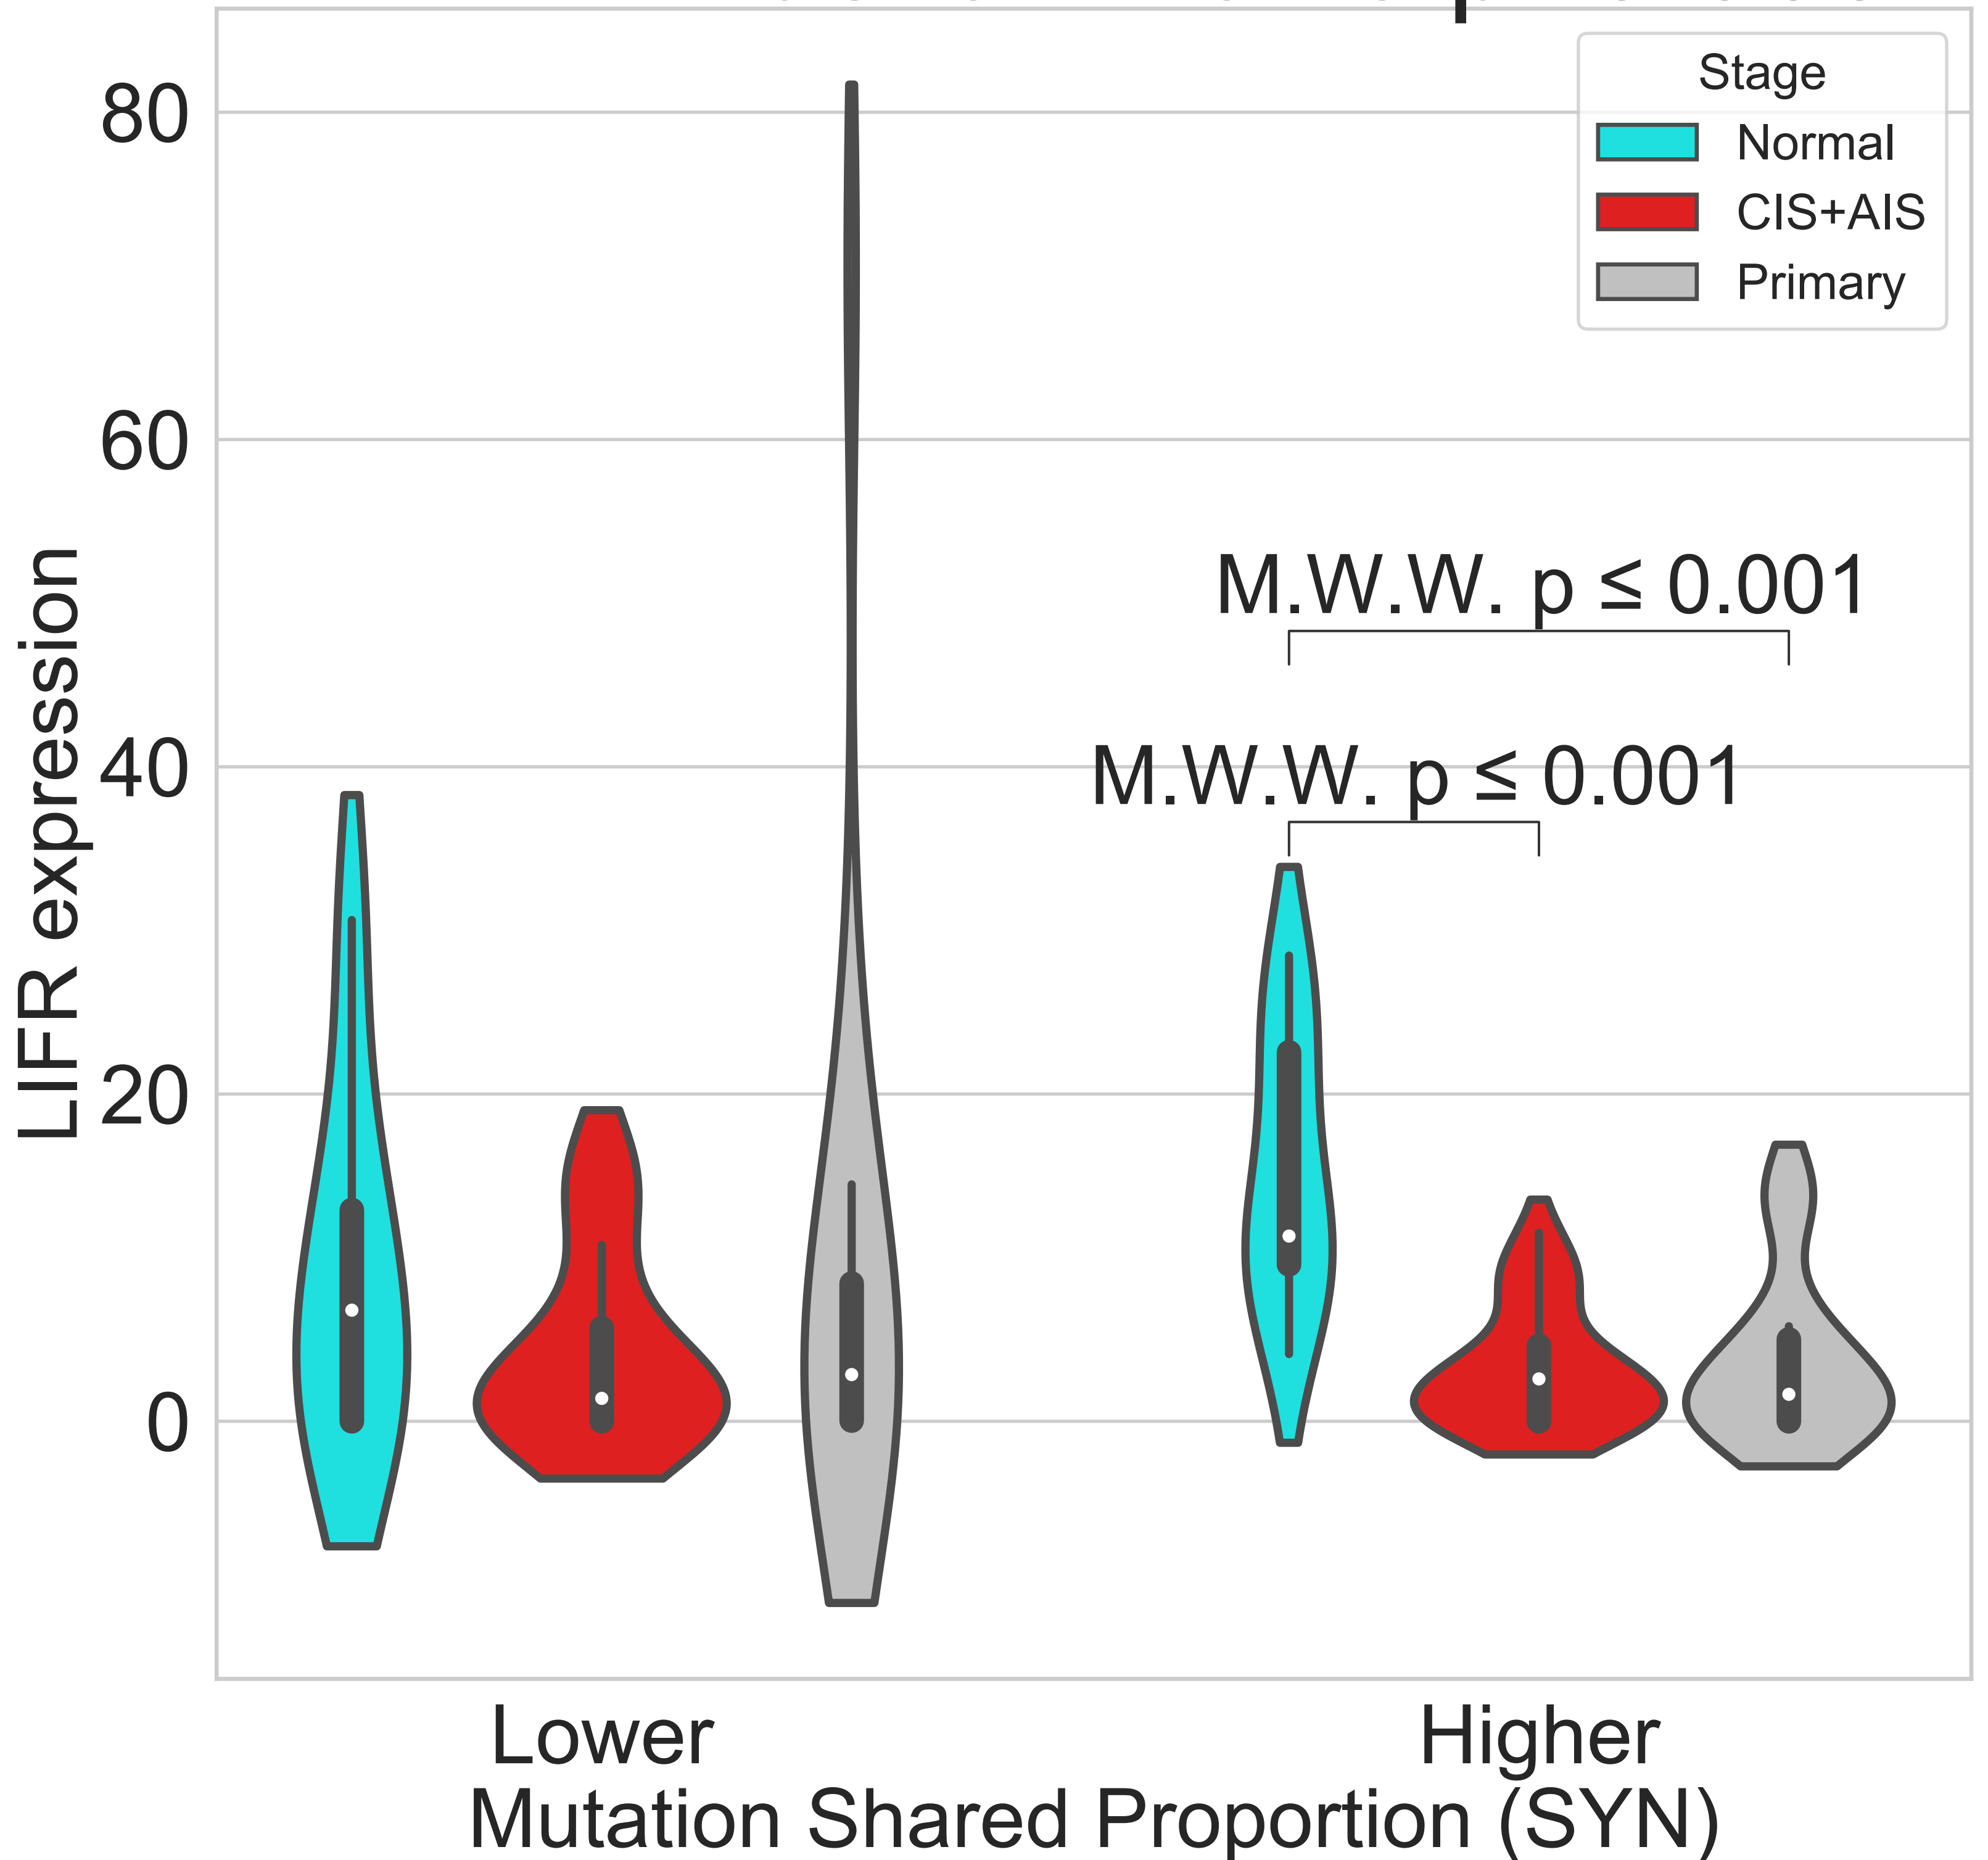 Stage
Normal
CIS+AIS
Primary
80
60
40
20
0
LIFR expression
M.W.W. p ≤ 0.001
M.W.W. p ≤ 0.001
Lower
Higher
Mutation Shared Proportion (SYN)